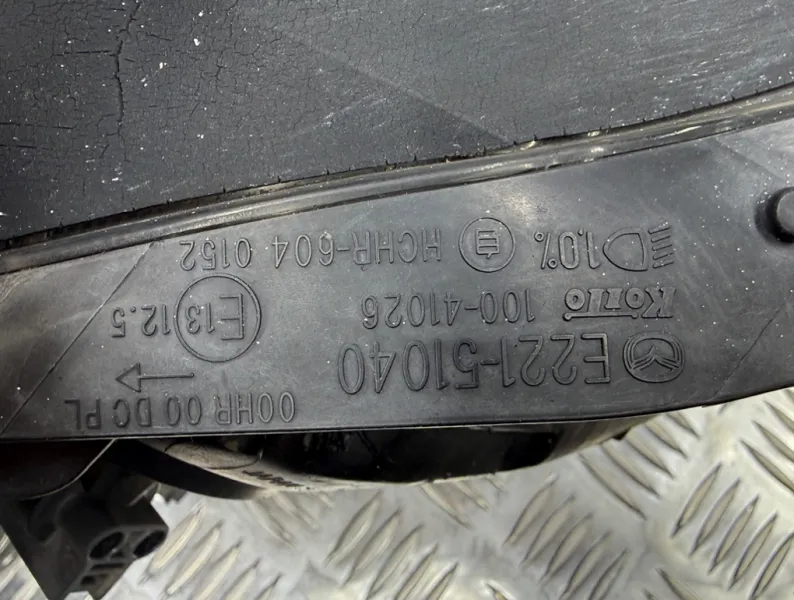 00HR 00 DC PL
E221-51040
Koito 100-41026
E13 12.5
1.0% HCHR-604 0152